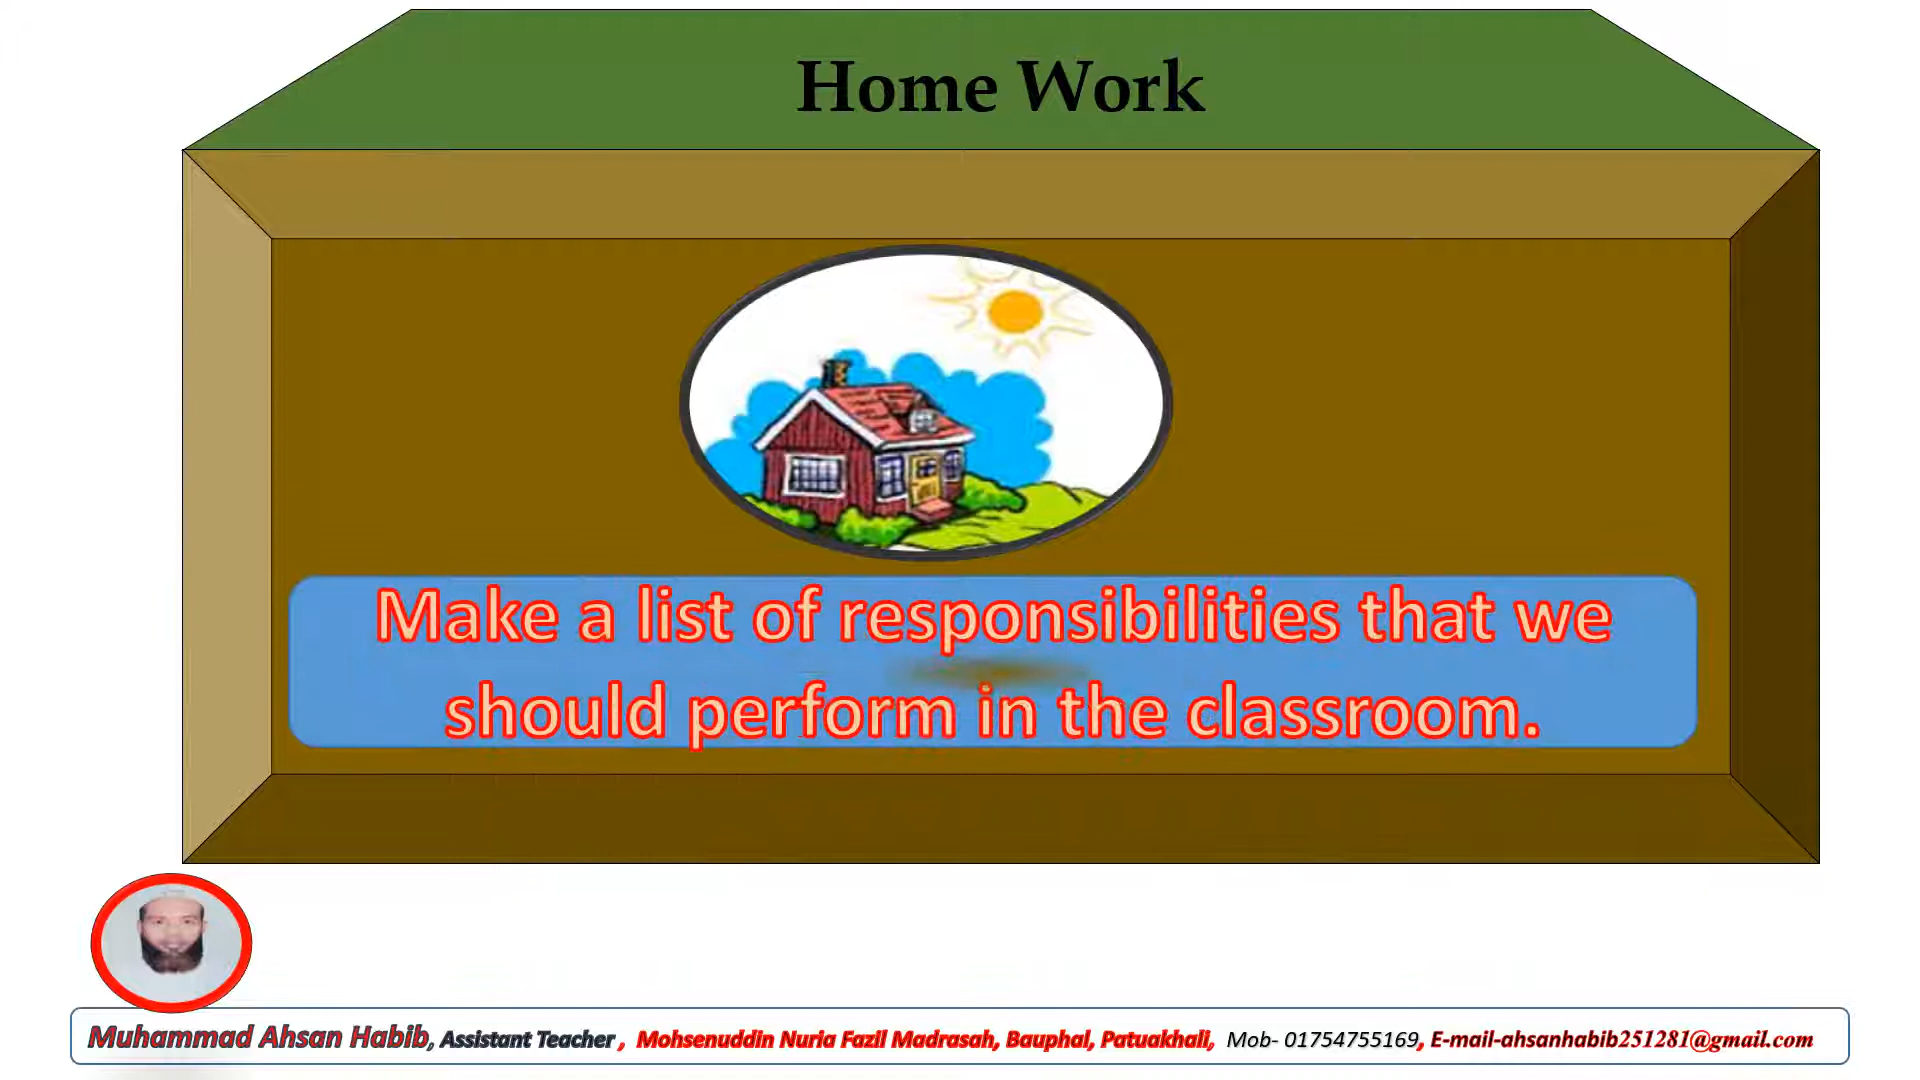 Home Work
Make a list of responsibilities that we
should perform in the classroom.
Muhammad Ahsan Habib, Assistant Teacher , Mohsenuddin Nuria Fazil Madrasah, Bauphal, Patuakhali, Mob- 01754755169, E-mail-ahsanhabib251281@gmail.com